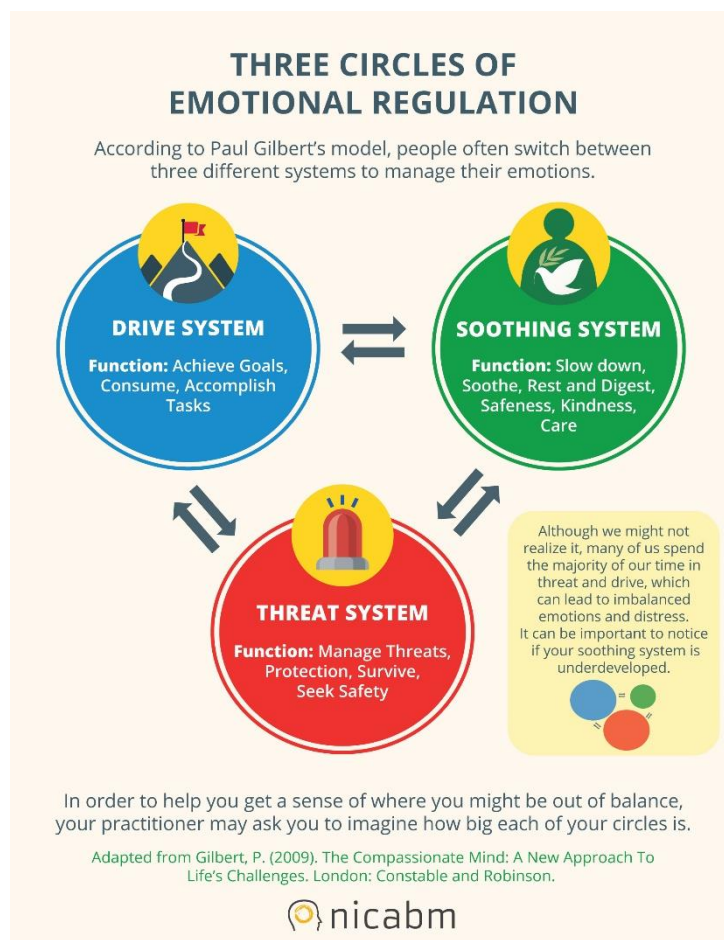 THREE CIRCLES OF
EMOTIONAL REGULATION
According to Paul Gilbert’s model, people often switch between
three different systems to manage their emotions.
DRIVE SYSTEM
Function: Achieve Goals,
Consume, Accomplish
Tasks
SOOTHING SYSTEM
Function: Slow down,
Soothe, Rest and Digest,
Safeness, Kindness,
Care
THREAT SYSTEM
Function: Manage Threats,
Protection, Survive,
Seek Safety
Although we might not
realize it, many of us spend
the majority of our time in
threat and drive, which
can lead to imbalanced
emotions and distress.
It can be important to notice
if your soothing system is
underdeveloped.
In order to help you get a sense of where you might be out of balance,
your practitioner may ask you to imagine how big each of your circles is.
Adapted from Gilbert, P. (2009). The Compassionate Mind: A New Approach To
Life’s Challenges. London: Constable and Robinson.
nicabm